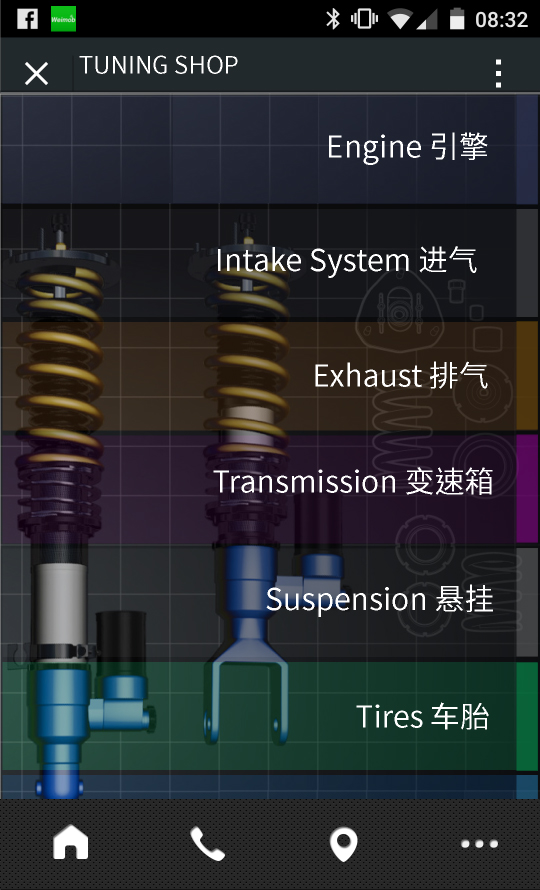 Weimob
08:32
TUNING SHOP
Engine 引擎
Intake System 进气
Exhaust 排气
Transmission 变速箱
Suspension 悬挂
Tires 车胎